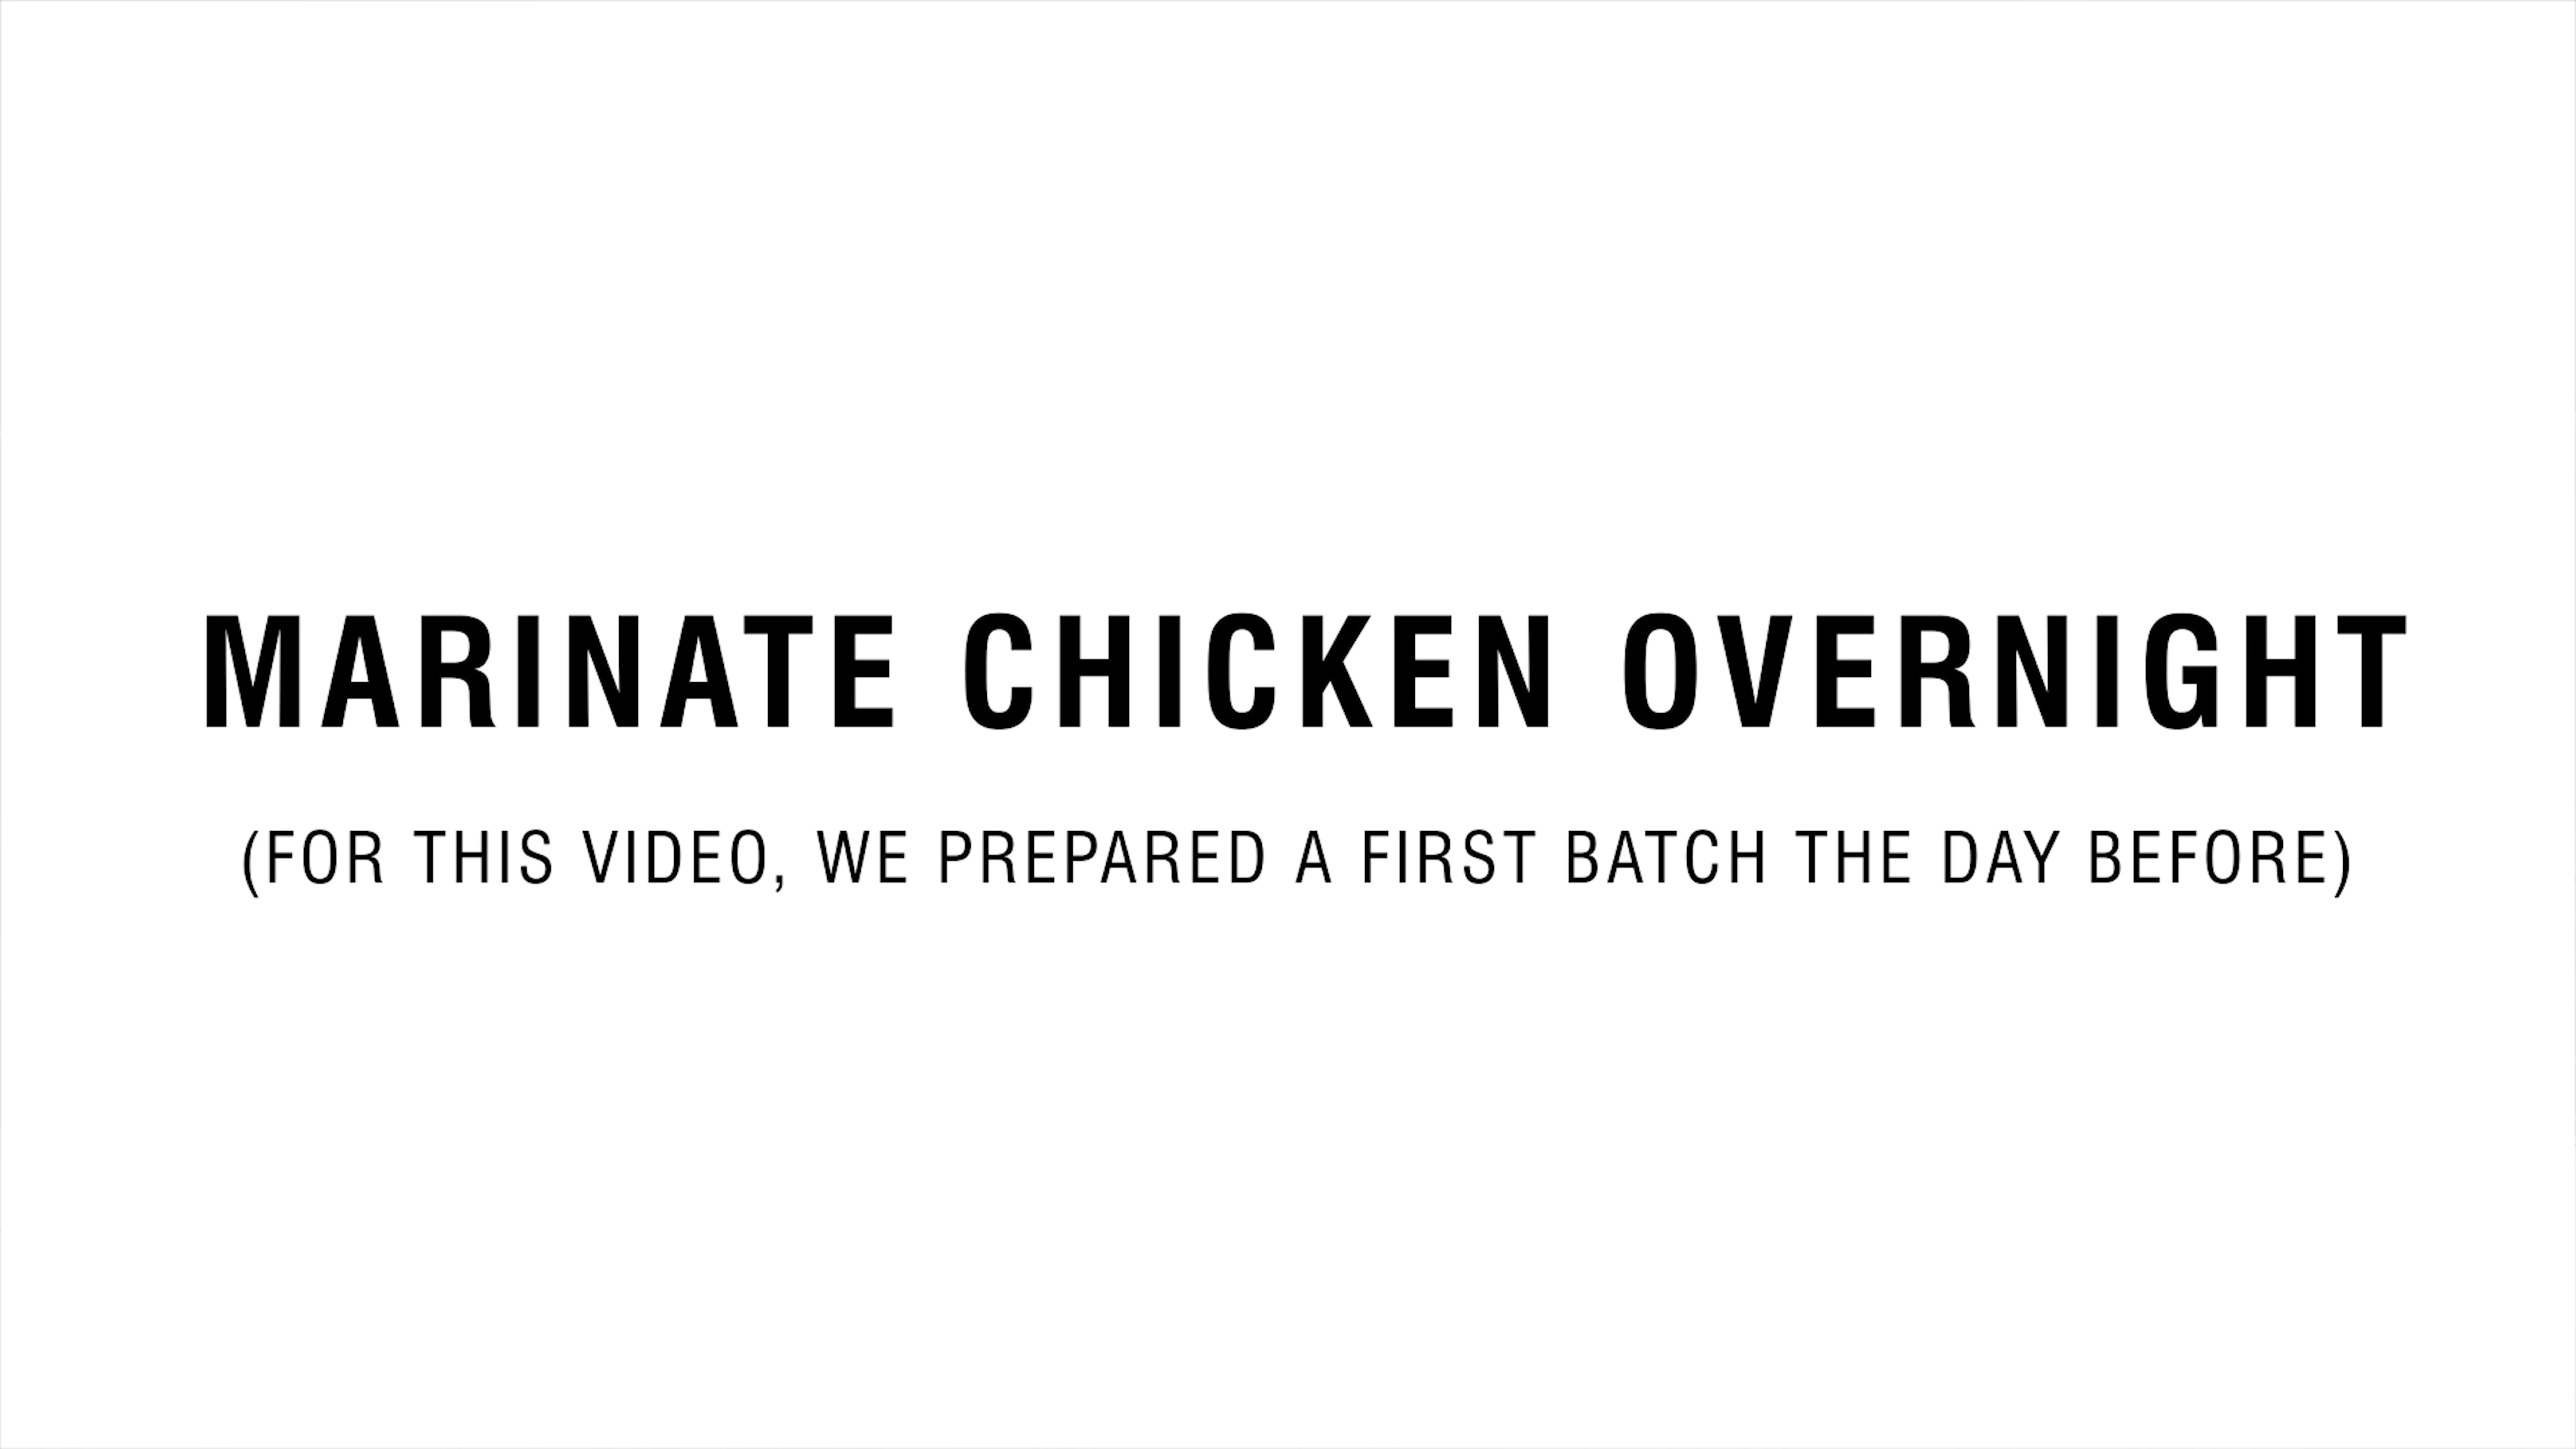 MARINATE CHICKEN OVERNIGHT
(FOR THIS VIDEO, WE PREPARED A FIRST BATCH THE DAY BEFORE)